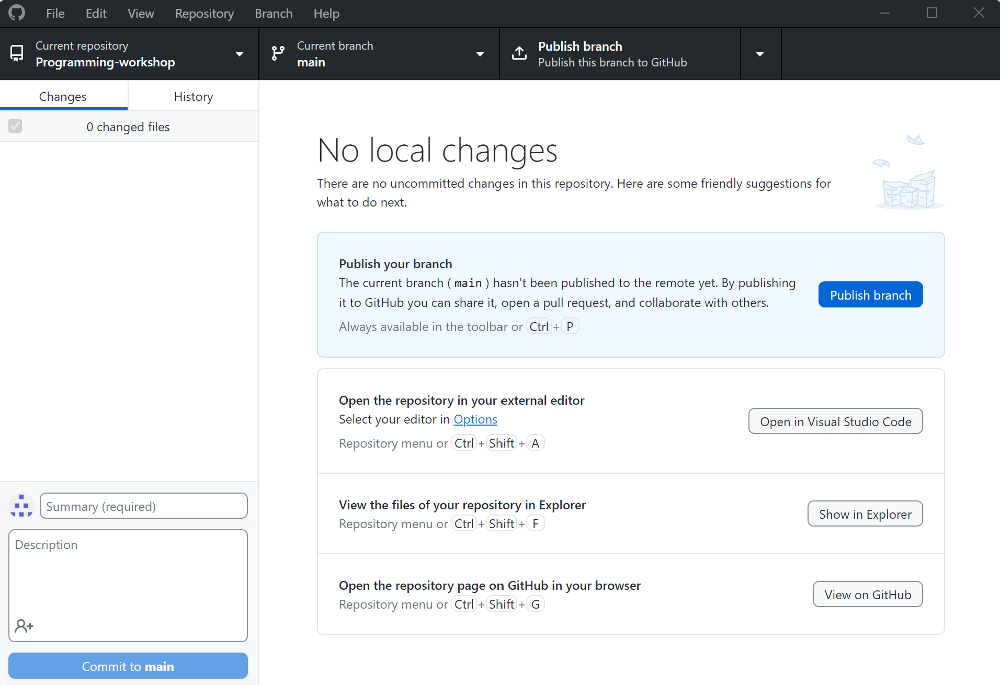 File Edit View Repository Branch Help
Current repository
Programming-workshop
Current branch
main
Publish branch
Publish this branch to GitHub
Changes History
0 changed files
No local changes
There are no uncommitted changes in this repository. Here are some friendly suggestions for
what to do next.
Publish your branch
The current branch ( main ) hasn't been published to the remote yet. By publishing
it to GitHub you can share it, open a pull request, and collaborate with others.
Always available in the toolbar or Ctrl + P
Publish branch
Open the repository in your external editor
Select your editor in Options
Repository menu or Ctrl + Shift + A
Open in Visual Studio Code
View the files of your repository in Explorer
Repository menu or Ctrl + Shift + F
Show in Explorer
Open the repository page on GitHub in your browser
Repository menu or Ctrl + Shift + G
View on GitHub
Summary (required)
Description
Commit to main